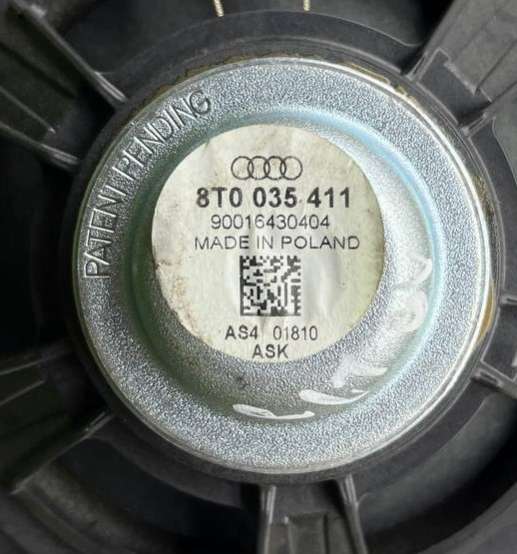 PATENT PENDING
8T0 035 411
90016430404
MADE IN POLAND
AS4 01810
ASK